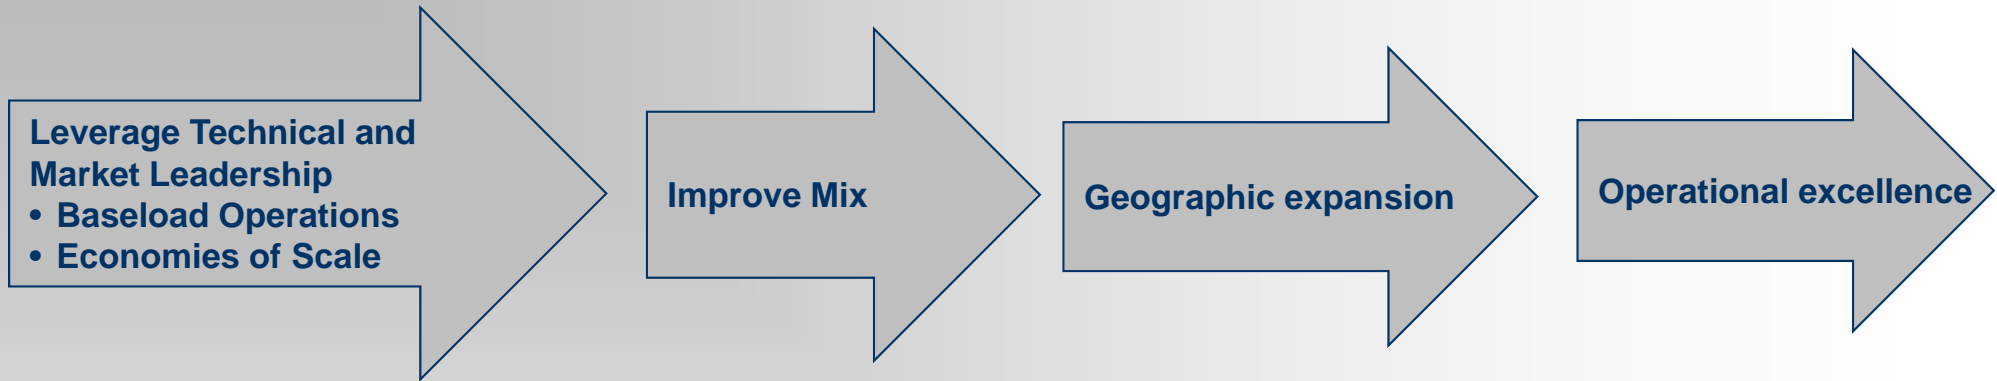 Leverage Technical and
Market Leadership
• Baseload Operations
• Economies of Scale
Improve Mix
Geographic expansion
Operational excellence